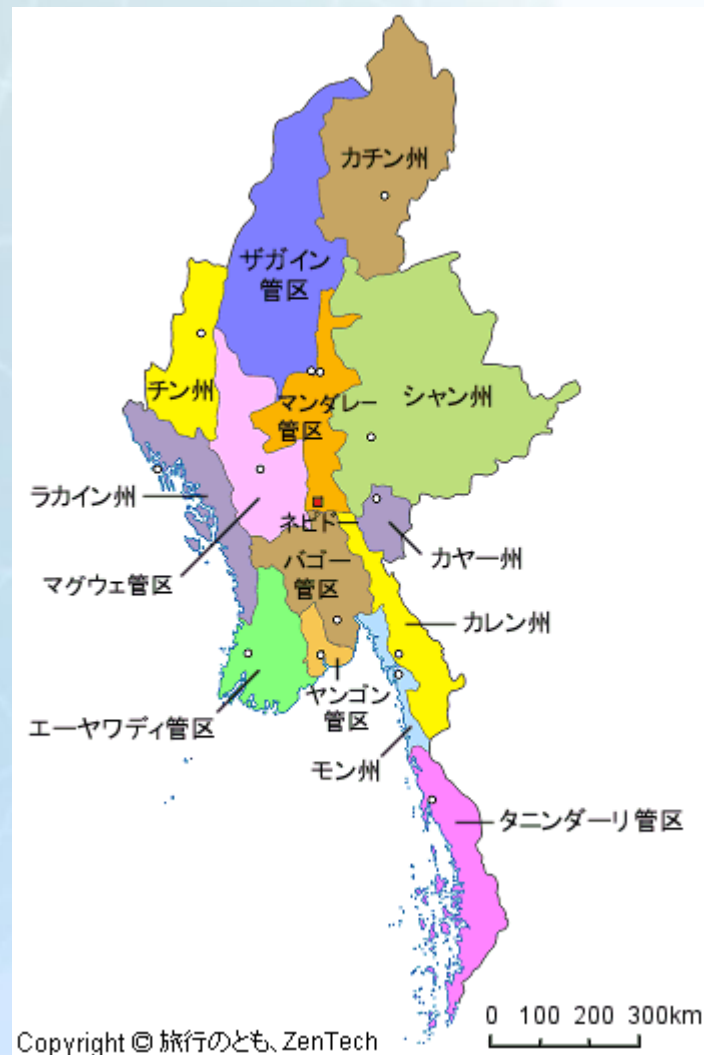 カチン州
ザガイン
管区
チン州
マンダレー
管区
シャン州
ラカイン州
ネピドー
カヤー州
マグウェ管区
バゴー
管区
カレン州
ヤンゴン
管区
エーヤワディ管区
モン州
タニンダーリ管区
0 100 200 300km
Copyright © 旅行のとも、ZenTech